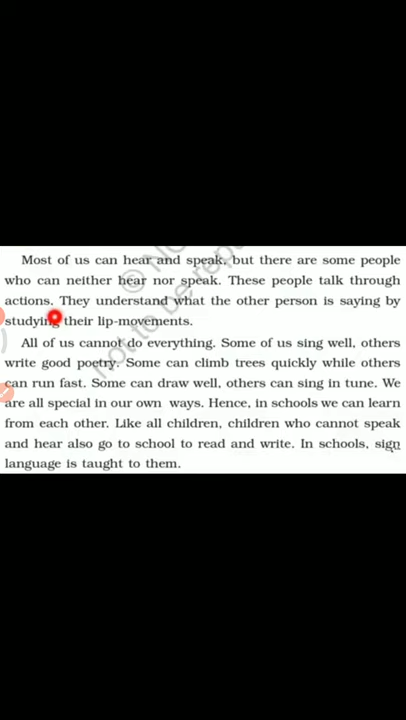 Most of us can hear and speak, but there are some people
who can neither hear nor speak. These people talk through
actions. They understand what the other person is saying by
studying their lip-movements.
All of us cannot do everything. Some of us sing well, others
write good poetry. Some can climb trees quickly while others
can run fast. Some can draw well, others can sing in tune. We
are all special in our own ways. Hence, in schools we can learn
from each other. Like all children, children who cannot speak
and hear also go to school to read and write. In schools, sign
language is taught to them.
not to be rep